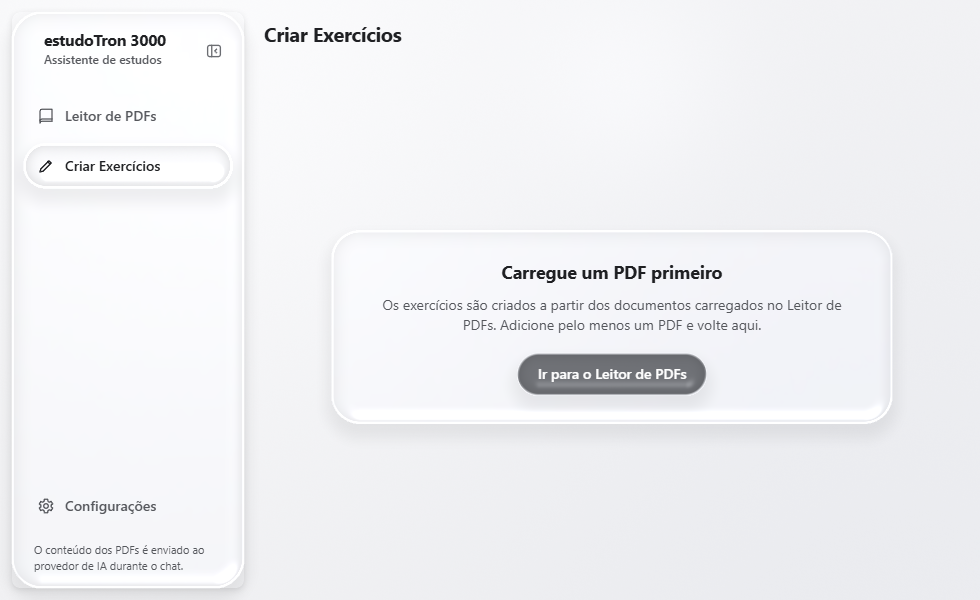 estudoTron 3000
Assistente de estudos
Leitor de PDFs
Criar Exercícios
Configurações
O conteúdo dos PDFs é enviado ao
provedor de IA durante o chat.
Criar Exercícios
Carregue um PDF primeiro
Os exercícios são criados a partir dos documentos carregados no Leitor de
PDFs. Adicione pelo menos um PDF e volte aqui.
Ir para o Leitor de PDFs